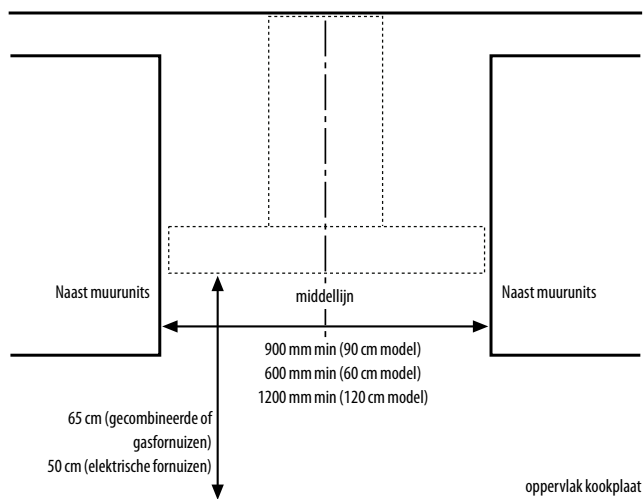 Naast muurunits
middellijn
Naast muurunits
900 mm min (90 cm model)
600 mm min (60 cm model)
1200 mm min (120 cm model)
65 cm (gecombineerde of
gasfornuizen)
50 cm (elektrische fornuizen)
oppervlak kookplaat